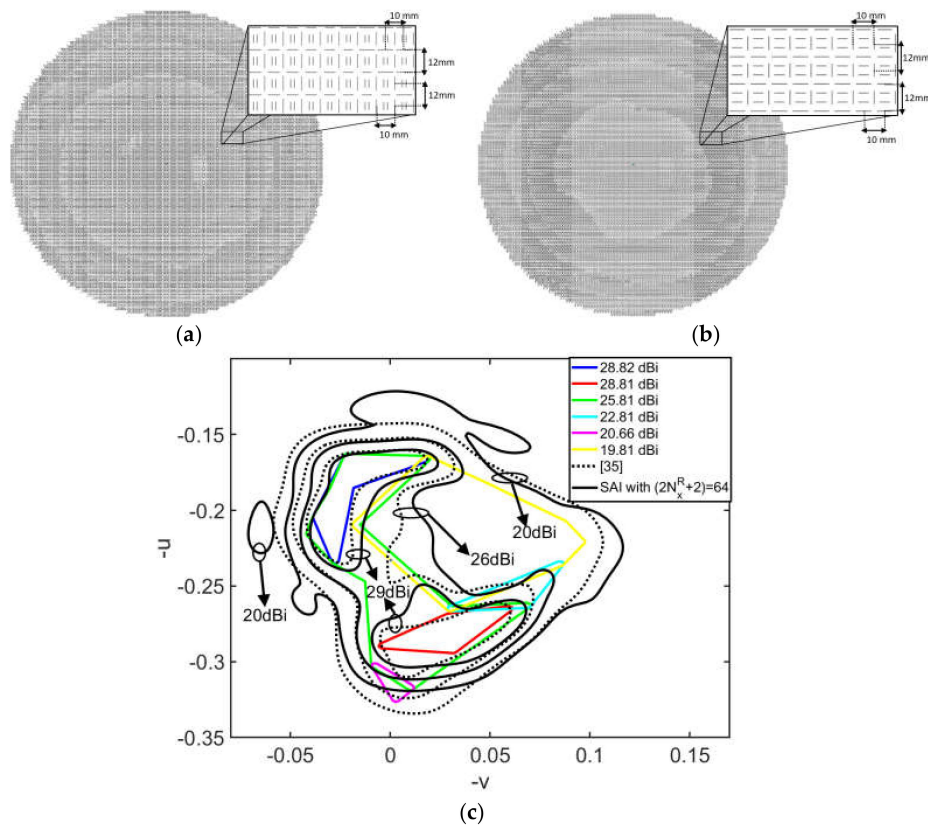 10 mm
12mm
12mm
10 mm
(a)
10 mm
12mm
12mm
10 mm
(b)
28.82 dBi
28.81 dBi
25.81 dBi
22.81 dBi
20.66 dBi
19.81 dBi
[35]
SAI with (2N_x^R+2)=64
-0.15
-0.2
-0.25
-0.3
-0.35
-u
20dBi
26dBi
29dBi
20dBi
-0.05
0
0.05
0.1
0.15
-v
(c)